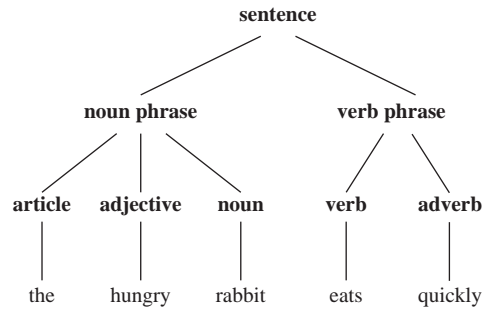 sentence
noun phrase verb phrase
article adjective noun verb adverb
the hungry rabbit eats quickly